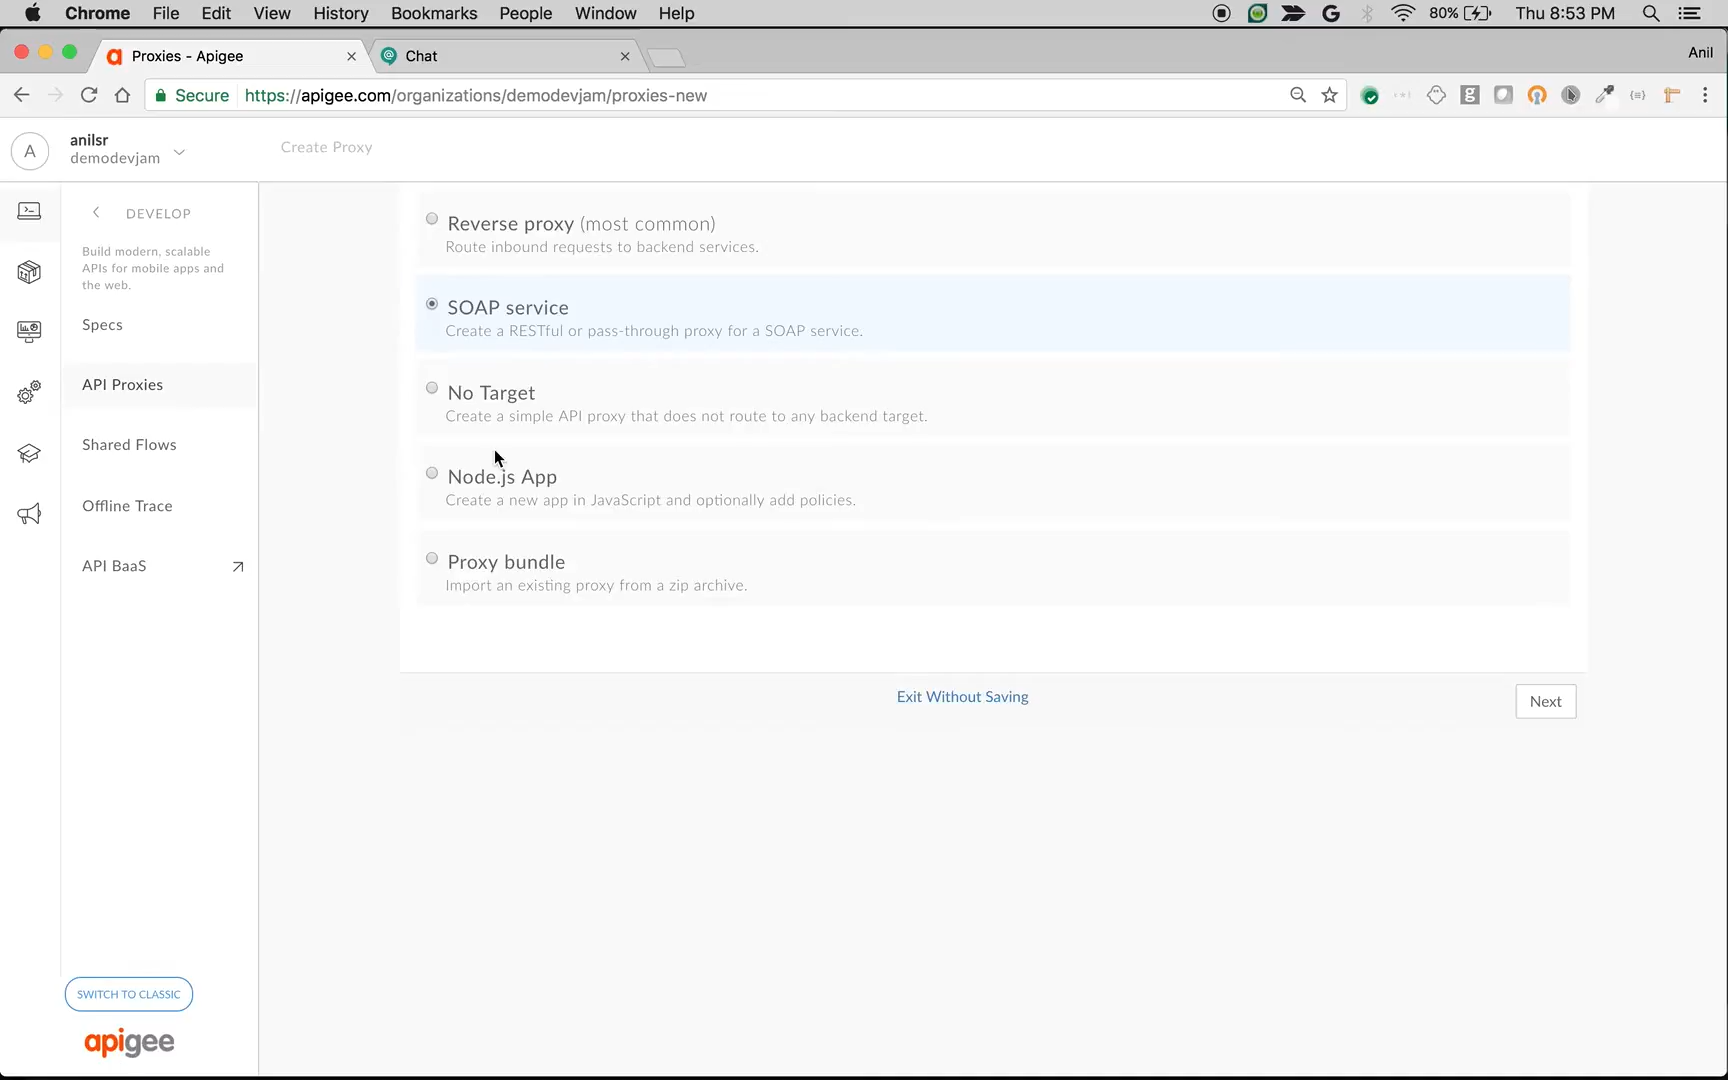 Chrome File Edit View History Bookmarks People Window Help 80% Thu 8:53 PM
Proxies - Apigee Chat Anil
Secure https://apigee.com/organizations/demodevjam/proxies-new
A anilsr
demodevjam
Create Proxy
DEVELOP
Build modern, scalable
APIs for mobile apps and
the web.
Specs
API Proxies
Shared Flows
Offline Trace
API BaaS
SWITCH TO CLASSIC
apigee
Reverse proxy (most common)
Route inbound requests to backend services.
SOAP service
Create a RESTful or pass-through proxy for a SOAP service.
No Target
Create a simple API proxy that does not route to any backend target.
Node.js App
Create a new app in JavaScript and optionally add policies.
Proxy bundle
Import an existing proxy from a zip archive.
Exit Without Saving
Next